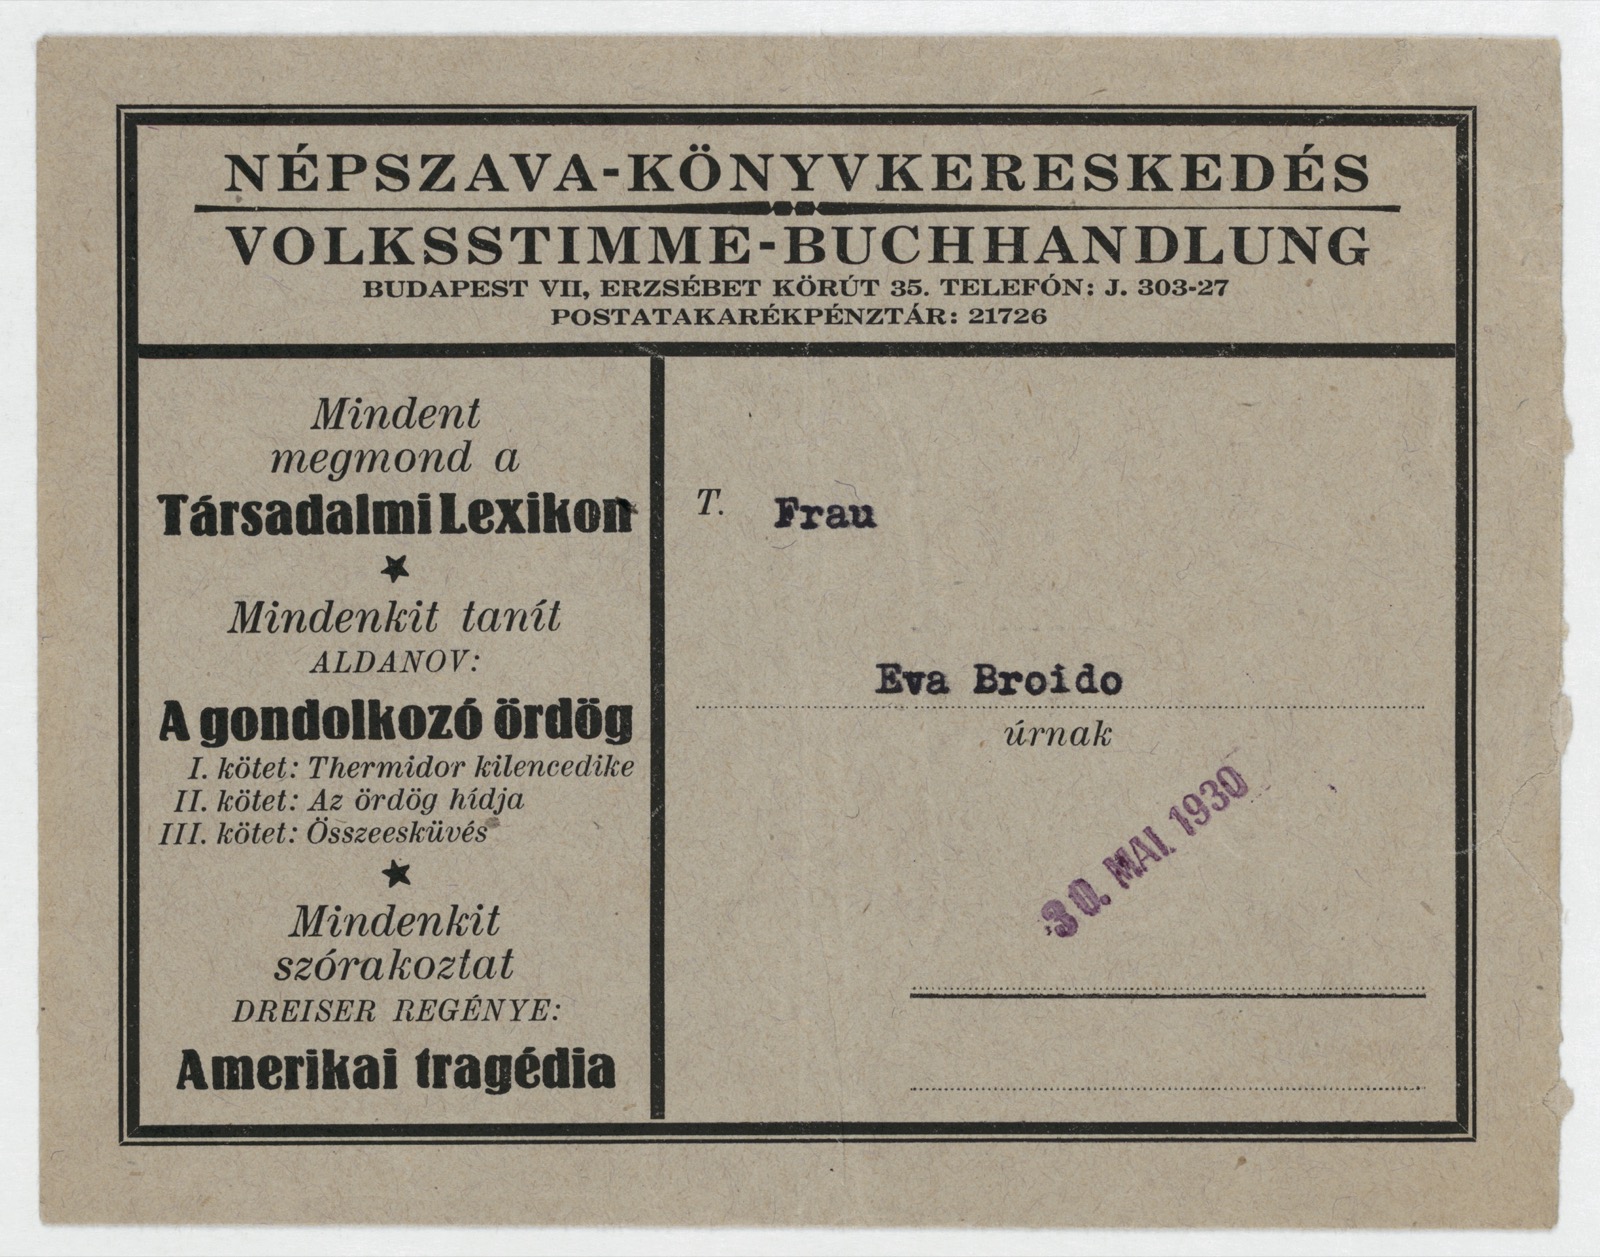 NÉPSZAVA-KÖNYVKERESKEDÉS
VOLKSSTIMME-BUCHHANDLUNG
BUDAPEST VII, ERZSÉBET KÖRÚT 35. TELEFÓN: J. 303-27
POSTATAKARÉKPÉNZTÁR: 21726
Mindent
megmond a
Társadalmi Lexikon
Mindenkit tanít
ALDANOV:
A gondolkozó ördög
I. kötet: Thermidor kilencedike
II. kötet: Az ördög hídja
III. kötet: Összeesküvés
Mindenkit
szórakoztat
DREISER REGÉNYE:
Amerikai tragédia
T. Frau
Eva Broido
úrnak
30. MAI. 1930